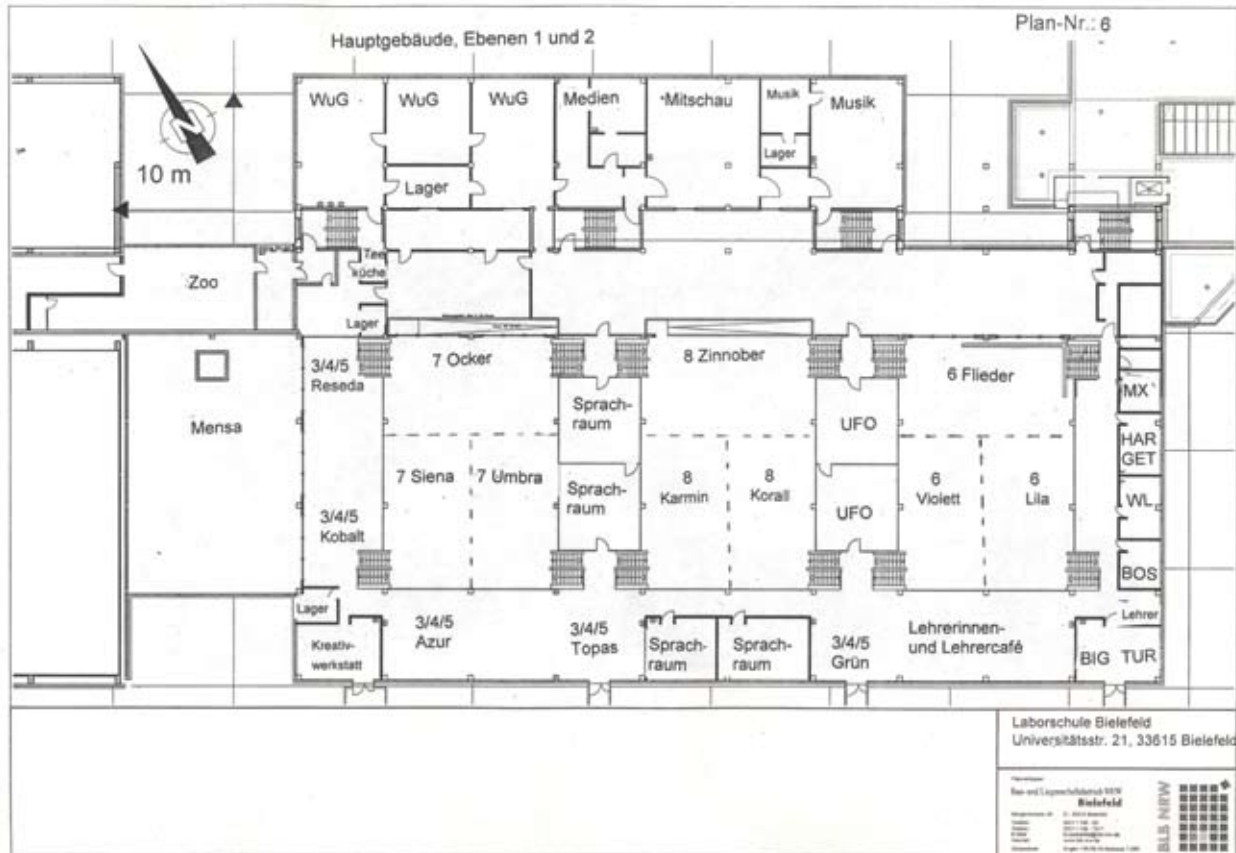 Plan-Nr.: 6
Hauptgebäude, Ebenen 1 und 2
N
10 m
WuG
WuG
WuG
Medien
Mitschau
Musik
Musik
Lager
Lager
Tee
küche
Zoo
Lager
3/4/5
Reseda
7 Ocker
8 Zinnober
6 Flieder
MX
Mensa
Sprach-
raum
UFO
HAR
GET
7 Siena
7 Umbra
Sprach-
raum
8
Karmin
8
Korall
UFO
6
Violett
6
Lila
WL
3/4/5
Kobalt
BOS
Lager
Kreativ-
werkstatt
3/4/5
Azur
3/4/5
Topas
Sprach-
raum
Sprach-
raum
3/4/5
Grün
Lehrerinnen-
und Lehrercafé
Lehrer
BIG
TUR
Laborschule Bielefeld
Universitätsstr. 21, 33615 Bielefeld
Bau- und Liegenschaftsbetrieb NRW
Bielefeld
BLB NRW